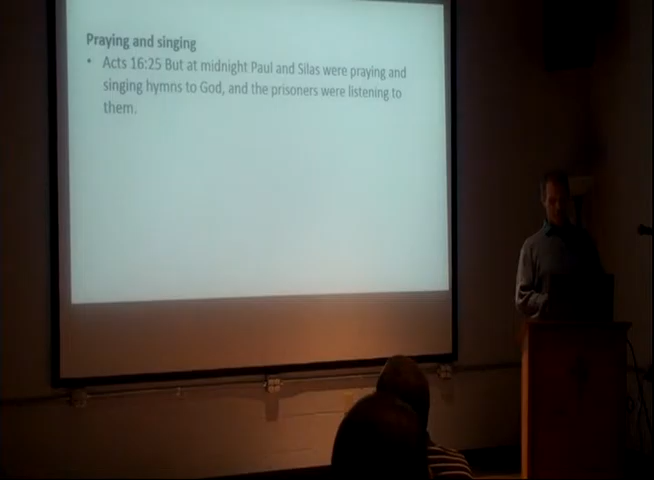 Praying and singing
• Acts 16:25 But at midnight Paul and Silas were praying and
singing hymns to God, and the prisoners were listening to
them.